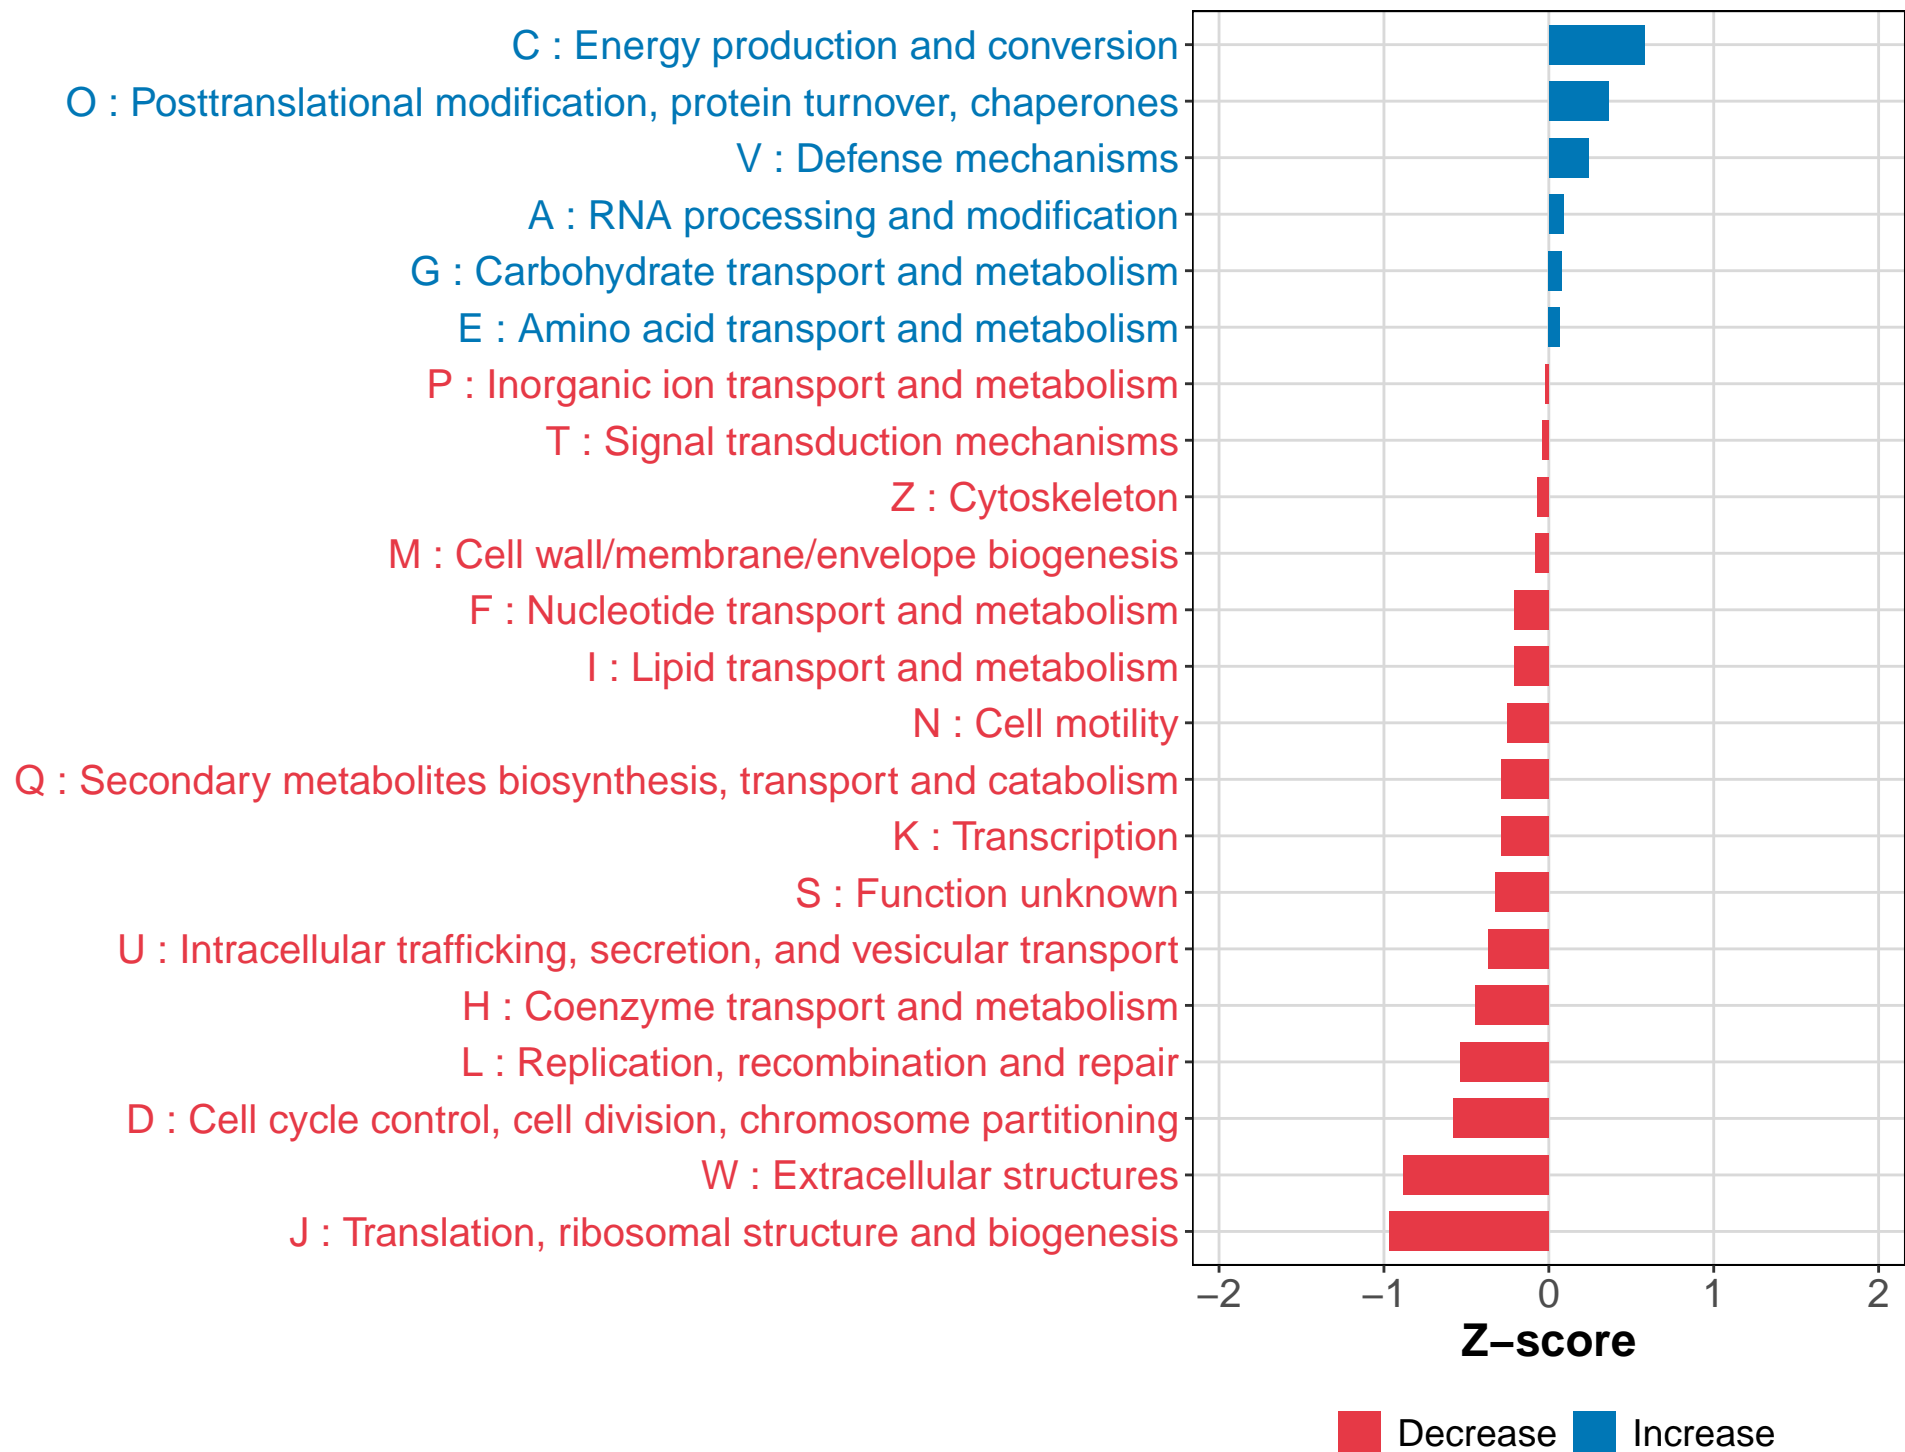 C : Energy production and conversion
O : Posttranslational modification, protein turnover, chaperones
V : Defense mechanisms
A : RNA processing and modification
G : Carbohydrate transport and metabolism
E : Amino acid transport and metabolism
P : Inorganic ion transport and metabolism
T : Signal transduction mechanisms
Z : Cytoskeleton
M : Cell wall/membrane/envelope biogenesis
F : Nucleotide transport and metabolism
I : Lipid transport and metabolism
N : Cell motility
Q : Secondary metabolites biosynthesis, transport and catabolism
K : Transcription
S : Function unknown
U : Intracellular trafficking, secretion, and vesicular transport
H : Coenzyme transport and metabolism
L : Replication, recombination and repair
D : Cell cycle control, cell division, chromosome partitioning
W : Extracellular structures
J : Translation, ribosomal structure and biogenesis
−2 −1 0 1 2
Z−score
Decrease Increase